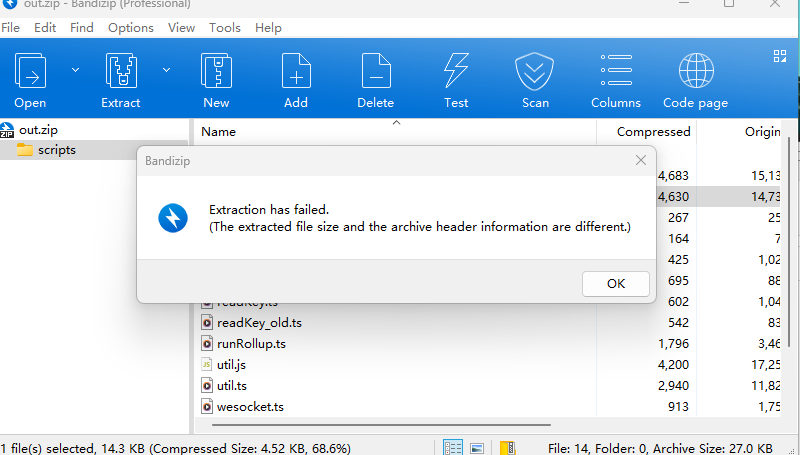 out.zip - Bandizip (Professional)
File Edit Find Options View Tools Help
Open Extract New Add Delete Test Scan Columns Code page
out.zip
ZIP
scripts
Name Compressed Origin
4,683 15,13
4,630 14,73
267 25
164 7
425 1,02
695 88
readKey.ts 602 1,04
readKey_old.ts 542 83
runRollup.ts 1,796 3,46
JS util.js 4,200 17,25
util.ts 2,940 11,82
wesocket.ts 913 1,75
Bandizip
Extraction has failed.
(The extracted file size and the archive header information are different.)
OK
1 file(s) selected, 14.3 KB (Compressed Size: 4.52 KB, 68.6%)
File: 14, Folder: 0, Archive Size: 27.0 KB